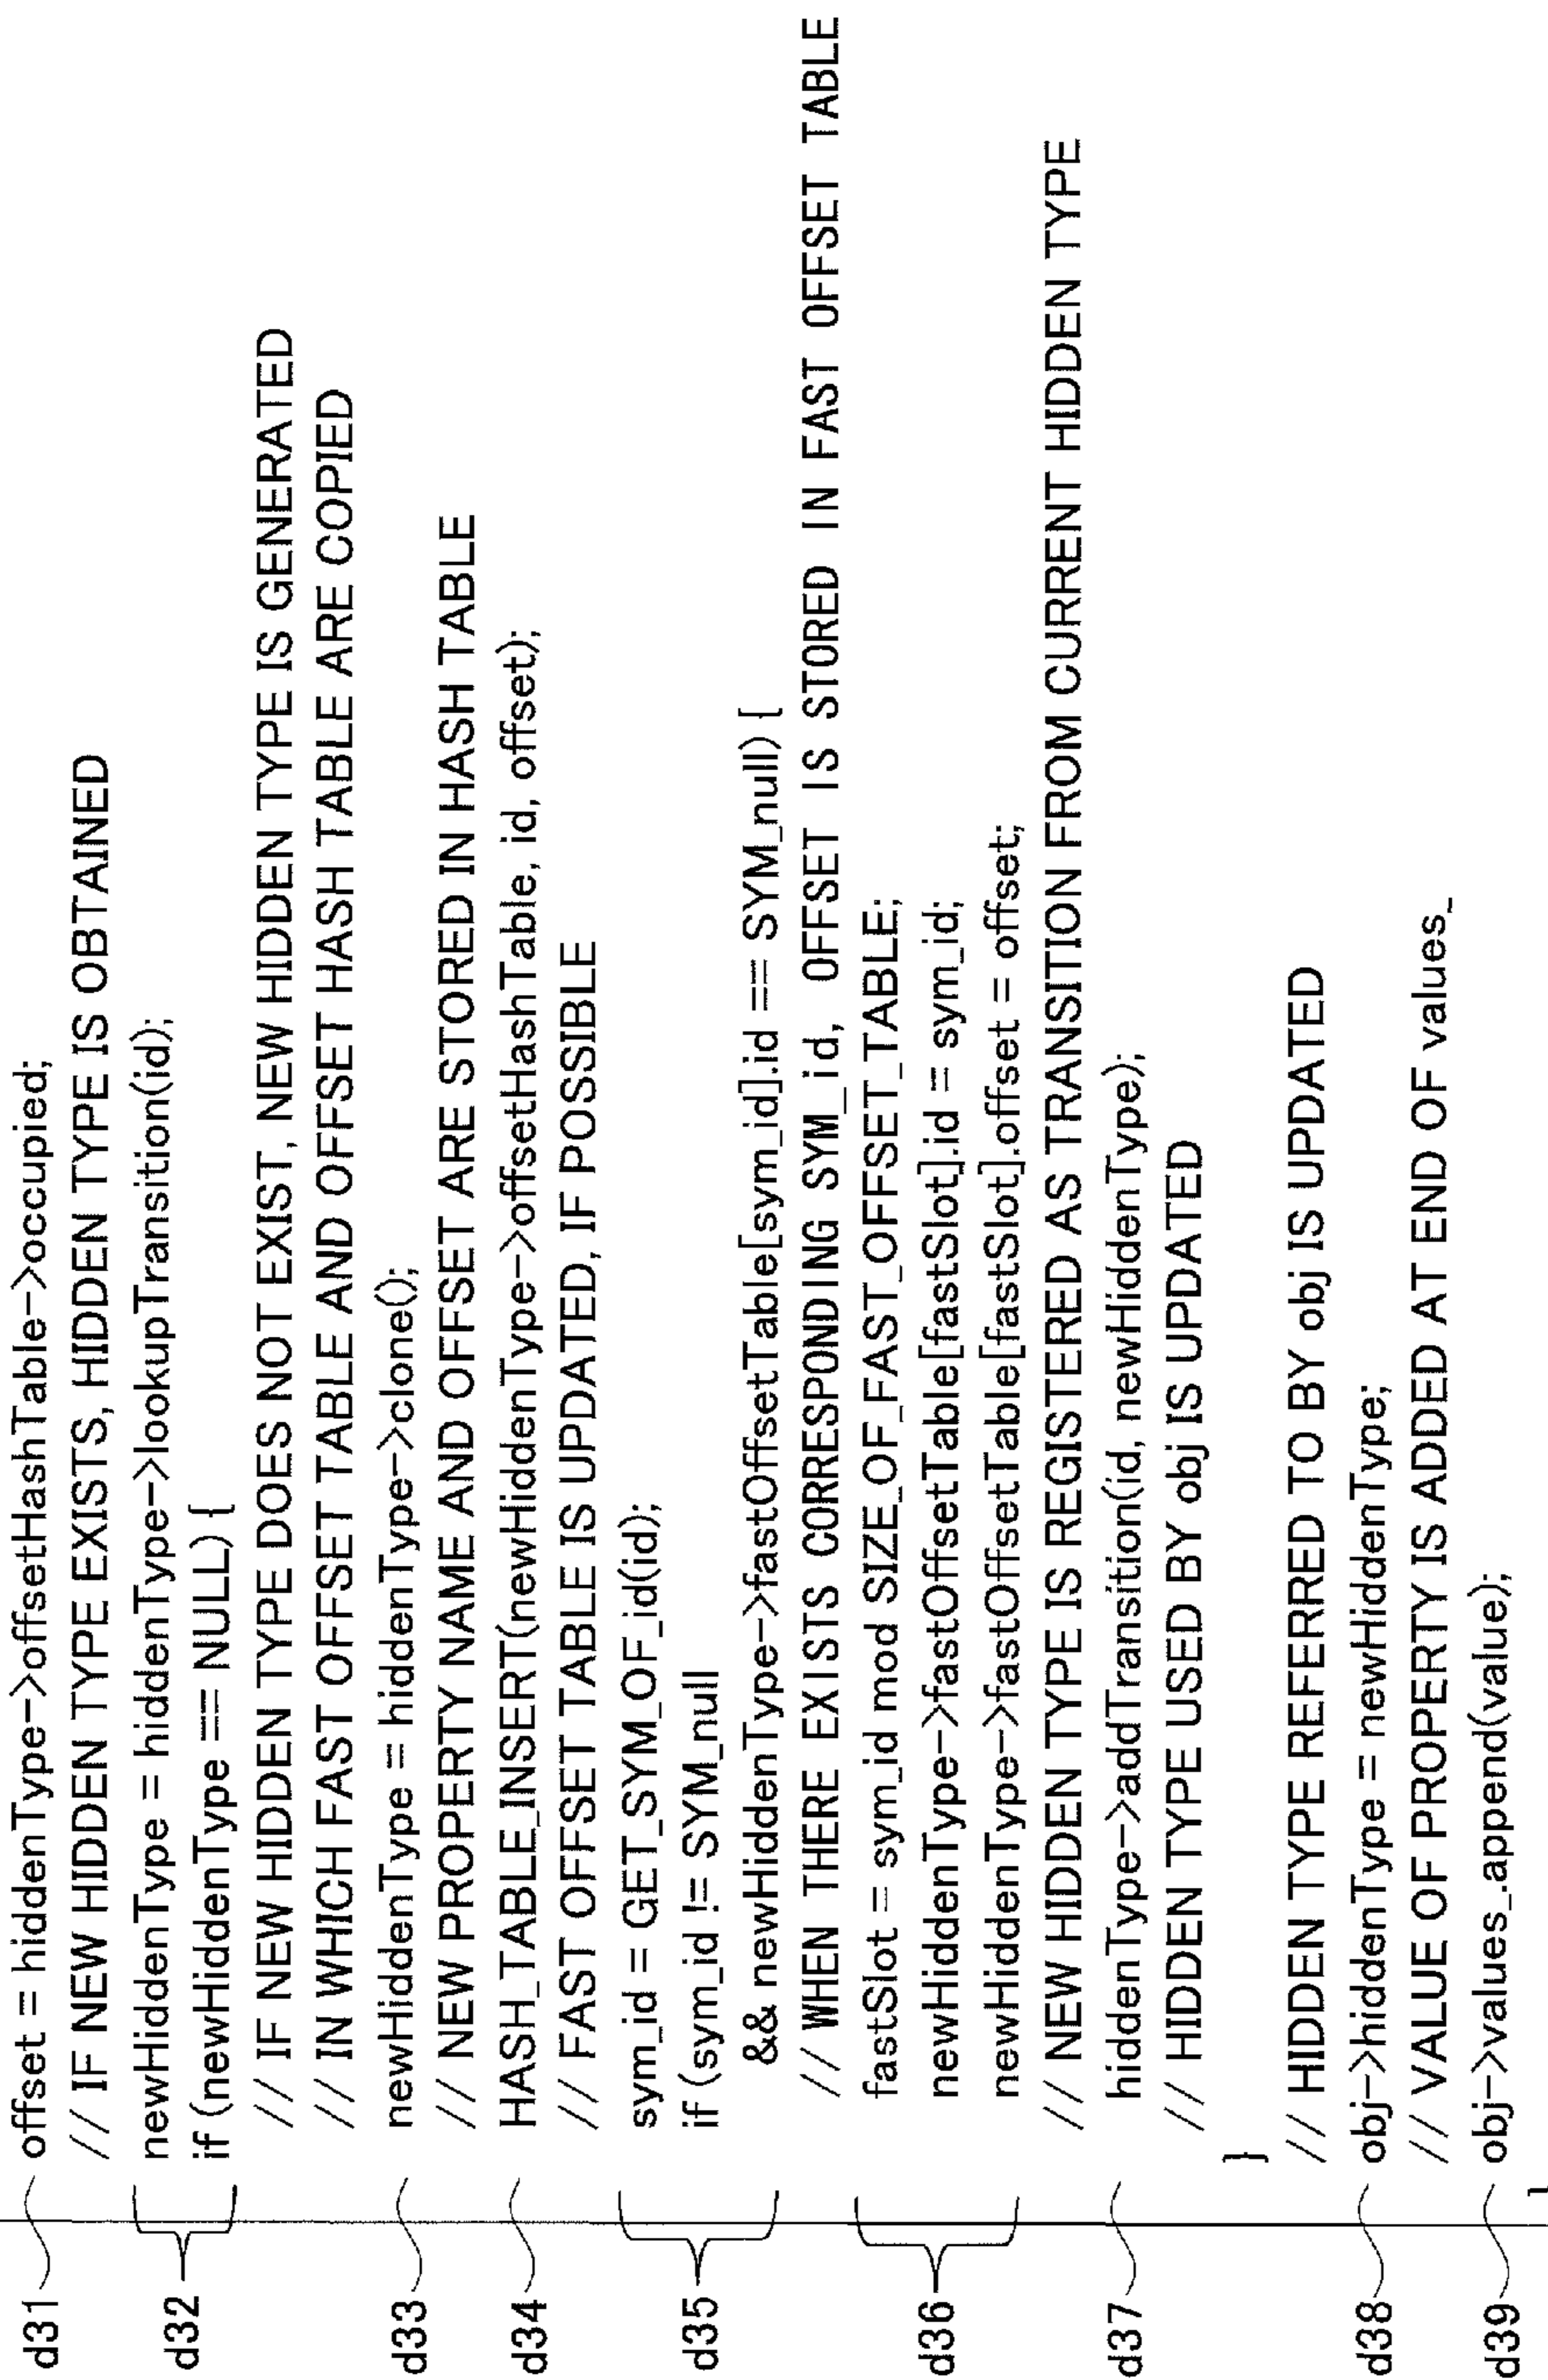 d31 offset = hiddenType->offsetHashTable->occupied;
// IF NEW HIDDEN TYPE EXISTS, HIDDEN TYPE IS OBTAINED
d32 newHiddenType = hiddenType->lookupTransition(id);
if (newHiddenType == NULL) {
// IF NEW HIDDEN TYPE DOES NOT EXIST, NEW HIDDEN TYPE IS GENERATED
// IN WHICH FAST OFFSET TABLE AND OFFSET HASH TABLE ARE COPIED
d33 newHiddenType = hiddenType->clone();
// NEW PROPERTY NAME AND OFFSET ARE STORED IN HASH TABLE
d34 HASH_TABLE_INSERT(newHiddenType->offsetHashTable, id, offset);
// FAST OFFSET TABLE IS UPDATED, IF POSSIBLE
sym_id = GET_SYM_OF_id(id);
d35 if (sym_id != SYM_null
&& newHiddenType->fastOffsetTable[sym_id].id == SYM_null) {
// WHEN THERE EXISTS CORRESPONDING SYM_id, OFFSET IS STORED IN FAST OFFSET TABLE
fastSlot = sym_id mod SIZE_OF_FAST_OFFSET_TABLE;
d36 newHiddenType->fastOffsetTable[fastSlot].id = sym_id;
newHiddenType->fastOffsetTable[fastSlot].offset = offset;
// NEW HIDDEN TYPE IS REGISTERED AS TRANSITION FROM CURRENT HIDDEN TYPE
d37 hiddenType->addTransition(id, newHiddenType);
// HIDDEN TYPE USED BY obj IS UPDATED
}
// HIDDEN TYPE REFERRED TO BY obj IS UPDATED
d38 obj->hiddenType = newHiddenType;
// VALUE OF PROPERTY IS ADDED AT END OF values_
d39 obj->values_.append(value);